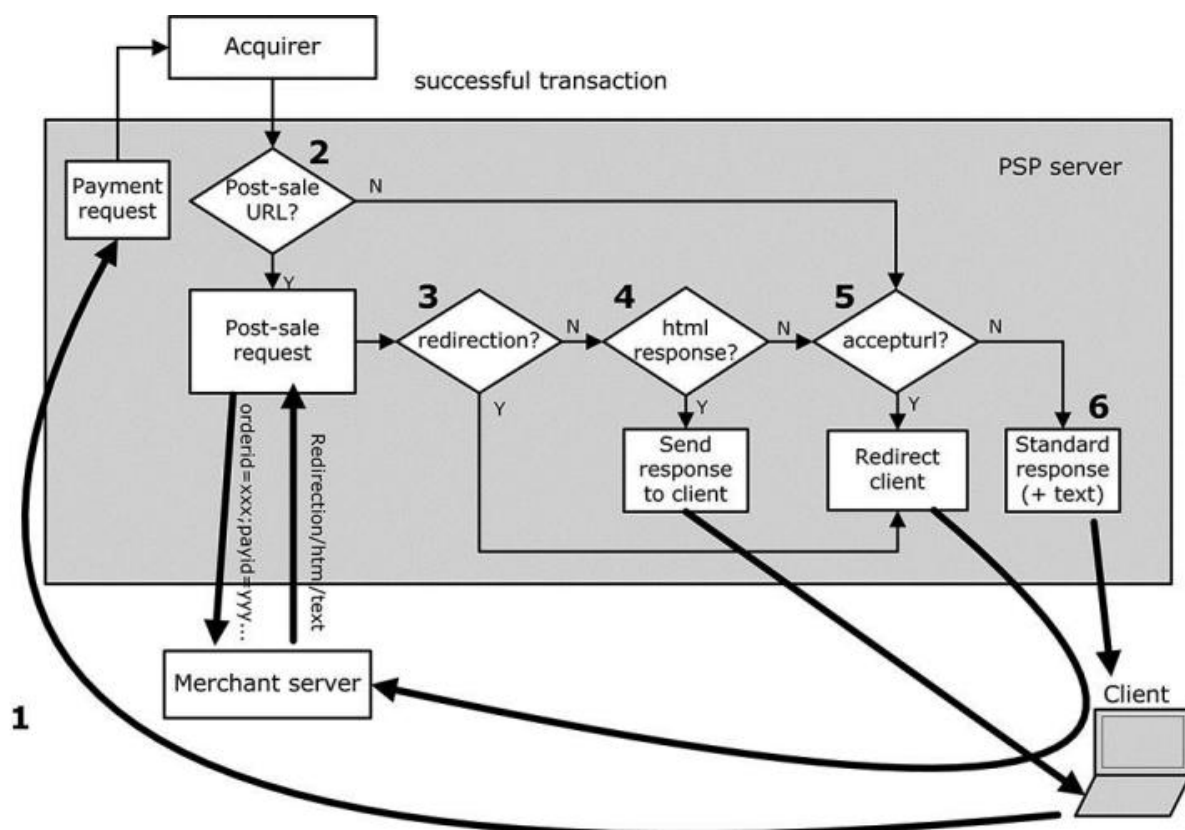 Acquirer
successful transaction
2
PSP server
Payment
request
Post-sale
URL?
N
Y
3
4
5
Post-sale
request
redirection?
N
html
response?
N
accepturl?
N
Y
Y
Y
6
Send
response
to client
Redirect
client
Standard
response
(+ text)
orderid=xxx;payid=yyy...
Redirection/htm/text
Merchant server
1
Client